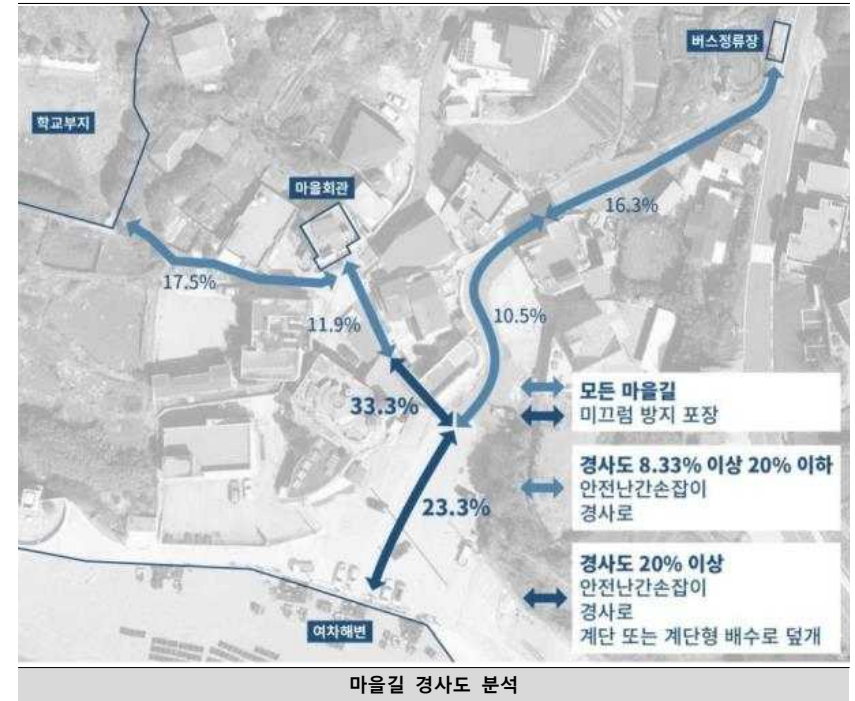 버스정류장
학교부지
마을회관
16.3%
17.5%
11.9%
10.5%
33.3%
23.3%
모든 마을길
미끄럼 방지 포장
경사도 8.33% 이상 20% 이하
안전난간손잡이
경사로
경사도 20% 이상
안전난간손잡이
경사로
계단 또는 계단형 배수로 덮개
여차해변
마을길 경사도 분석